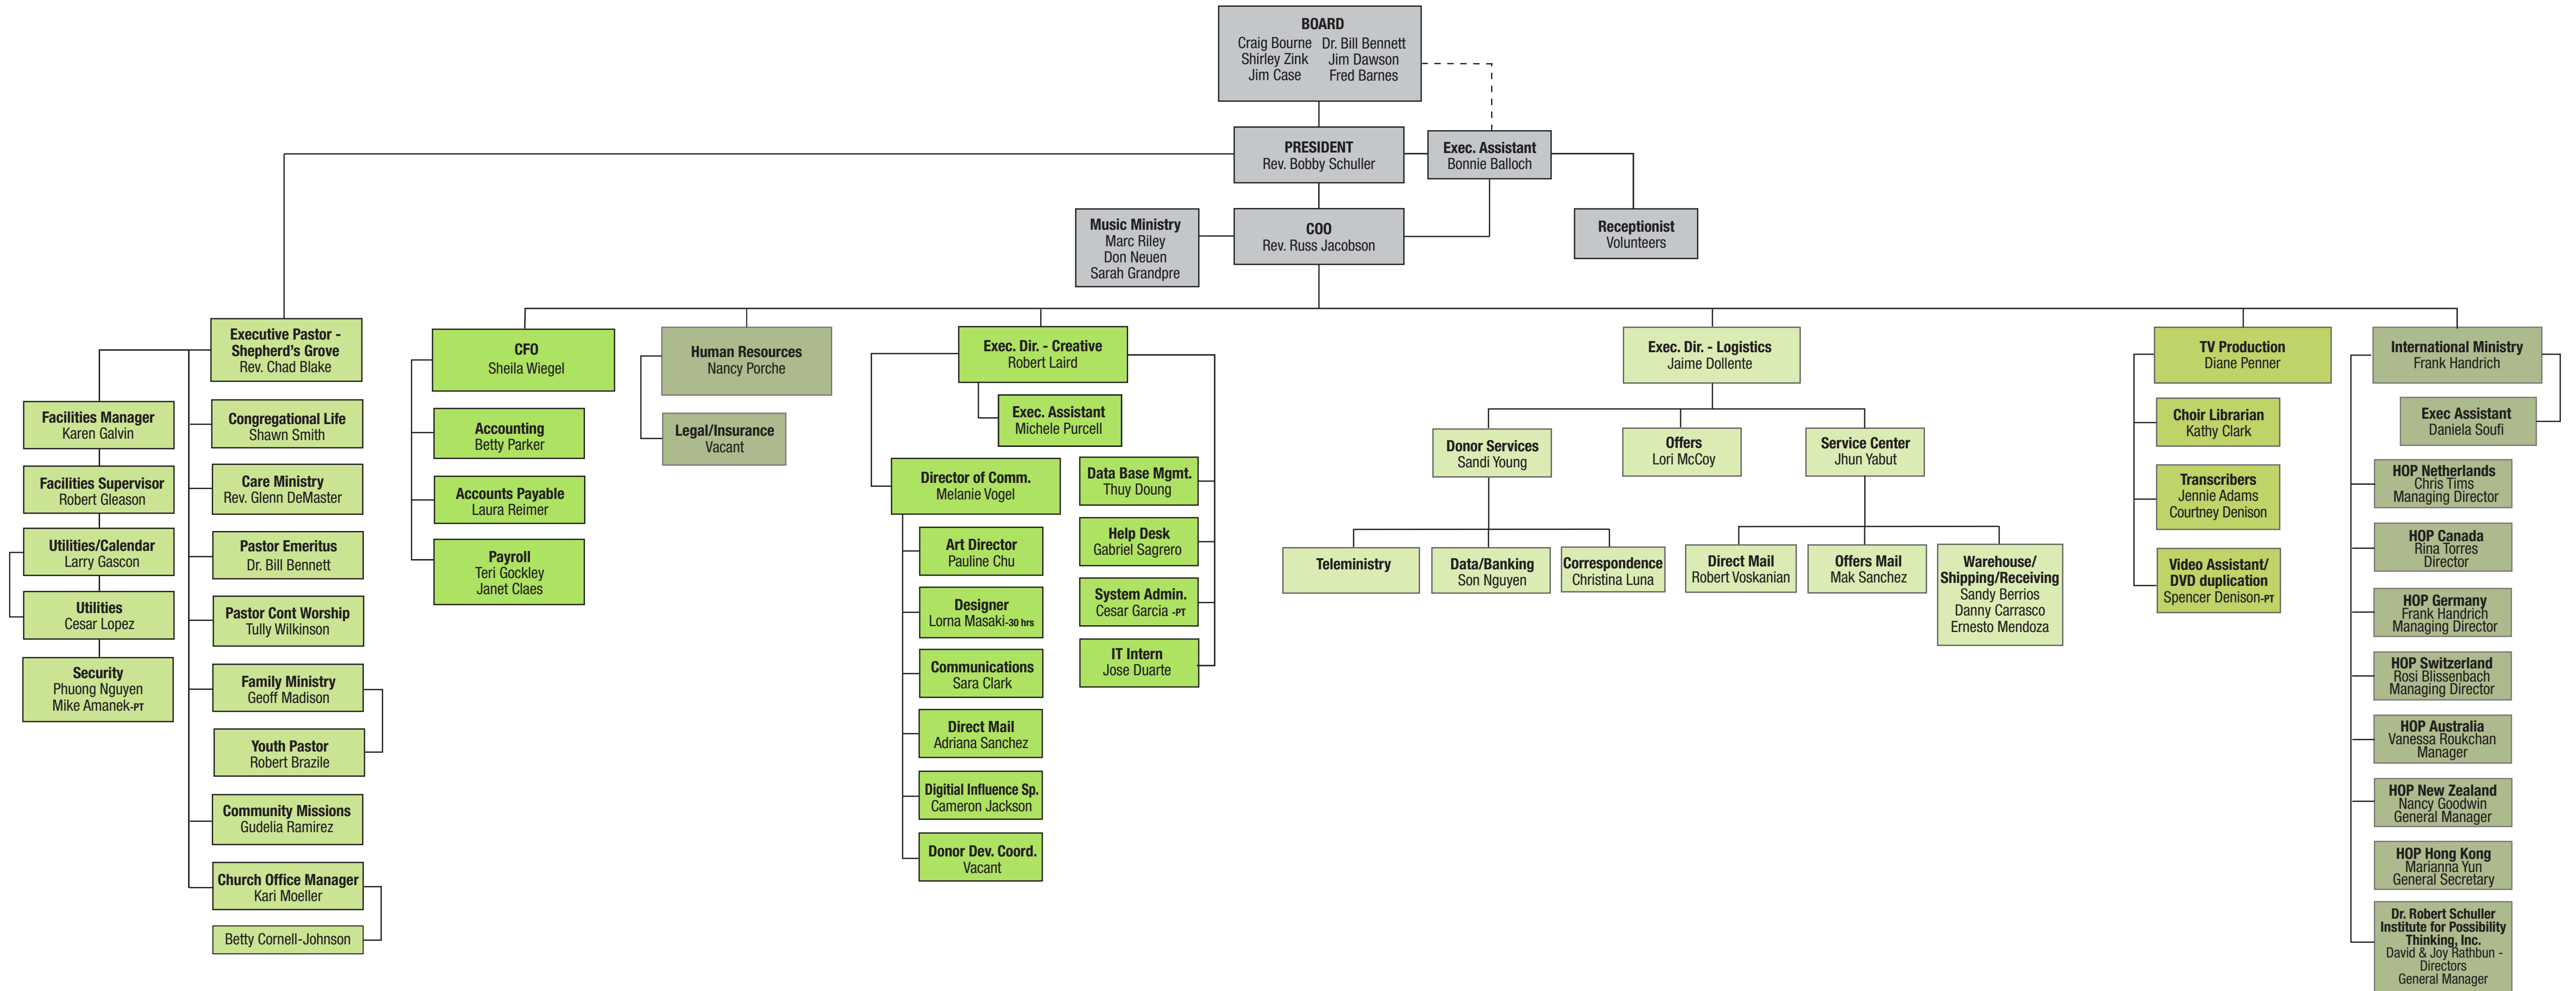 BOARD
Craig Bourne Dr. Bill Bennett
Shirley Zink Jim Dawson
Jim Case Fred Barnes
PRESIDENT
Rev. Bobby Schuller
Exec. Assistant
Bonnie Balloch
Music Ministry
Marc Riley
Don Neuen
Sarah Grandpre
COO
Rev. Russ Jacobson
Receptionist
Volunteers
Executive Pastor -
Shepherd's Grove
Rev. Chad Blake
Facilities Manager
Karen Galvin
Facilities Supervisor
Robert Gleason
Utilities/Calendar
Larry Gascon
Utilities
Cesar Lopez
Security
Phuong Nguyen
Mike Amanek-PT
Congregational Life
Shawn Smith
Care Ministry
Rev. Glenn DeMaster
Pastor Emeritus
Dr. Bill Bennett
Pastor Cont Worship
Tully Wilkinson
Family Ministry
Geoff Madison
Youth Pastor
Robert Brazile
Community Missions
Gudelia Ramirez
Church Office Manager
Kari Moeller
Betty Cornell-Johnson
CFO
Sheila Wiegel
Accounting
Betty Parker
Accounts Payable
Laura Reimer
Payroll
Teri Gockley
Janet Claes
Human Resources
Nancy Porche
Legal/Insurance
Vacant
Exec. Dir. - Creative
Robert Laird
Exec. Assistant
Michele Purcell
Director of Comm.
Melanie Vogel
Art Director
Pauline Chu
Designer
Lorna Masaki-30 hrs
Communications
Sara Clark
Direct Mail
Adriana Sanchez
Digitial Influence Sp.
Cameron Jackson
Donor Dev. Coord.
Vacant
Data Base Mgmt.
Thuy Doung
Help Desk
Gabriel Sagrero
System Admin.
Cesar Garcia -PT
IT Intern
Jose Duarte
Exec. Dir. - Logistics
Jaime Dollente
Donor Services
Sandi Young
Offers
Lori McCoy
Service Center
Jhun Yabut
Teleministry
Data/Banking
Son Nguyen
Correspondence
Christina Luna
Direct Mail
Robert Voskanian
Offers Mail
Mak Sanchez
Warehouse/
Shipping/Receiving
Sandy Berrios
Danny Carrasco
Ernesto Mendoza
TV Production
Diane Penner
Choir Librarian
Kathy Clark
Transcribers
Jennie Adams
Courtney Denison
Video Assistant/
DVD duplication
Spencer Denison-PT
International Ministry
Frank Handrich
Exec Assistant
Daniela Soufi
HOP Netherlands
Chris Tims
Managing Director
HOP Canada
Rina Torres
Director
HOP Germany
Frank Handrich
Managing Director
HOP Switzerland
Rosi Blissenbach
Managing Director
HOP Australia
Vanessa Roukchan
Manager
HOP New Zealand
Nancy Goodwin
General Manager
HOP Hong Kong
Marianna Yun
General Secretary
Dr. Robert Schuller
Institute for Possibility
Thinking, Inc.
David & Joy Rathbun -
Directors
General Manager